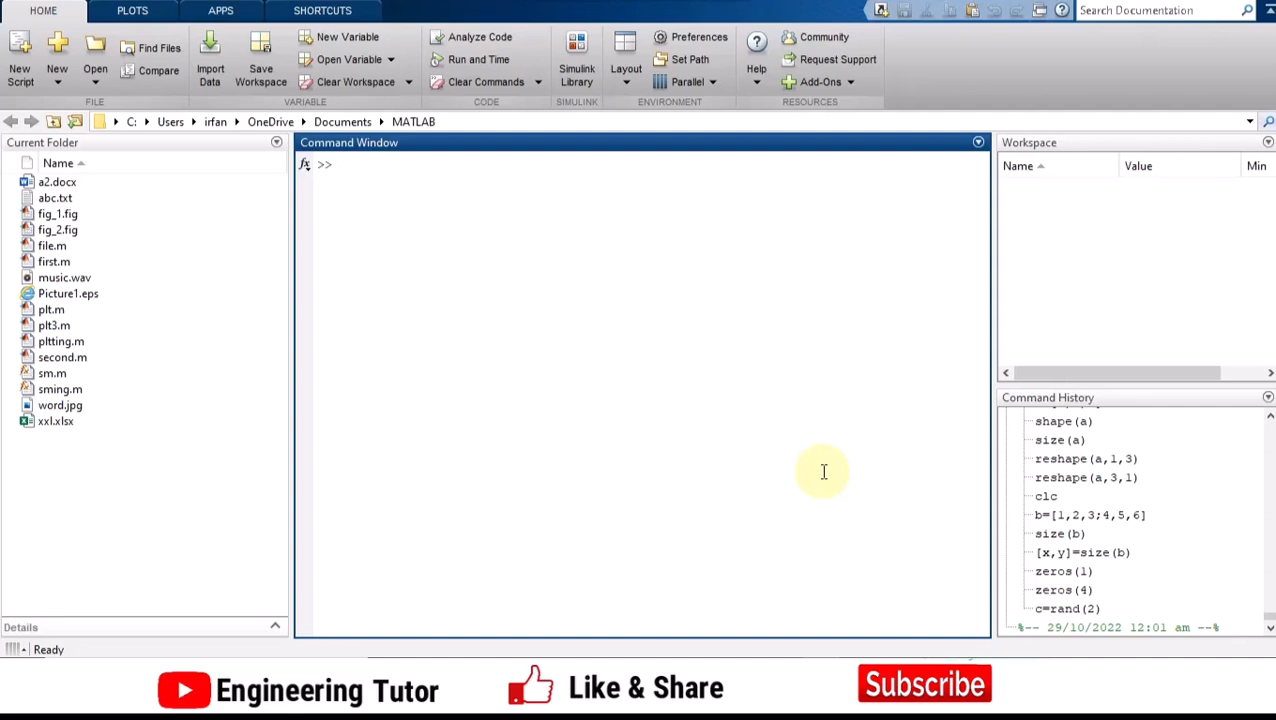 HOME PLOTS APPS SHORTCUTS Search Documentation
New Script
New
Open
Find Files
Compare
Import Data
Save Workspace
New Variable
Open Variable
Clear Workspace
Analyze Code
Run and Time
Clear Commands
Simulink Library
Layout
Preferences
Set Path
Parallel
Help
Community
Request Support
Add-Ons
FILE VARIABLE CODE SIMULINK ENVIRONMENT RESOURCES
C: Users irfan OneDrive Documents MATLAB
Current Folder
Name
a2.docx
abc.txt
fig_1.fig
fig_2.fig
file.m
first.m
music.wav
Picture1.eps
plt.m
plt3.m
pltting.m
second.m
sm.m
sming.m
word.jpg
xxl.xlsx
Details
Command Window
fx >>
Workspace
Name Value Min
Command History
shape(a)
size(a)
reshape(a,1,3)
reshape(a,3,1)
clc
b=[1,2,3;4,5,6]
size(b)
[x,y]=size(b)
zeros(1)
zeros(4)
c=rand(2)
%-- 29/10/2022 12:01 am --%
Ready
Engineering Tutor Like & Share Subscribe